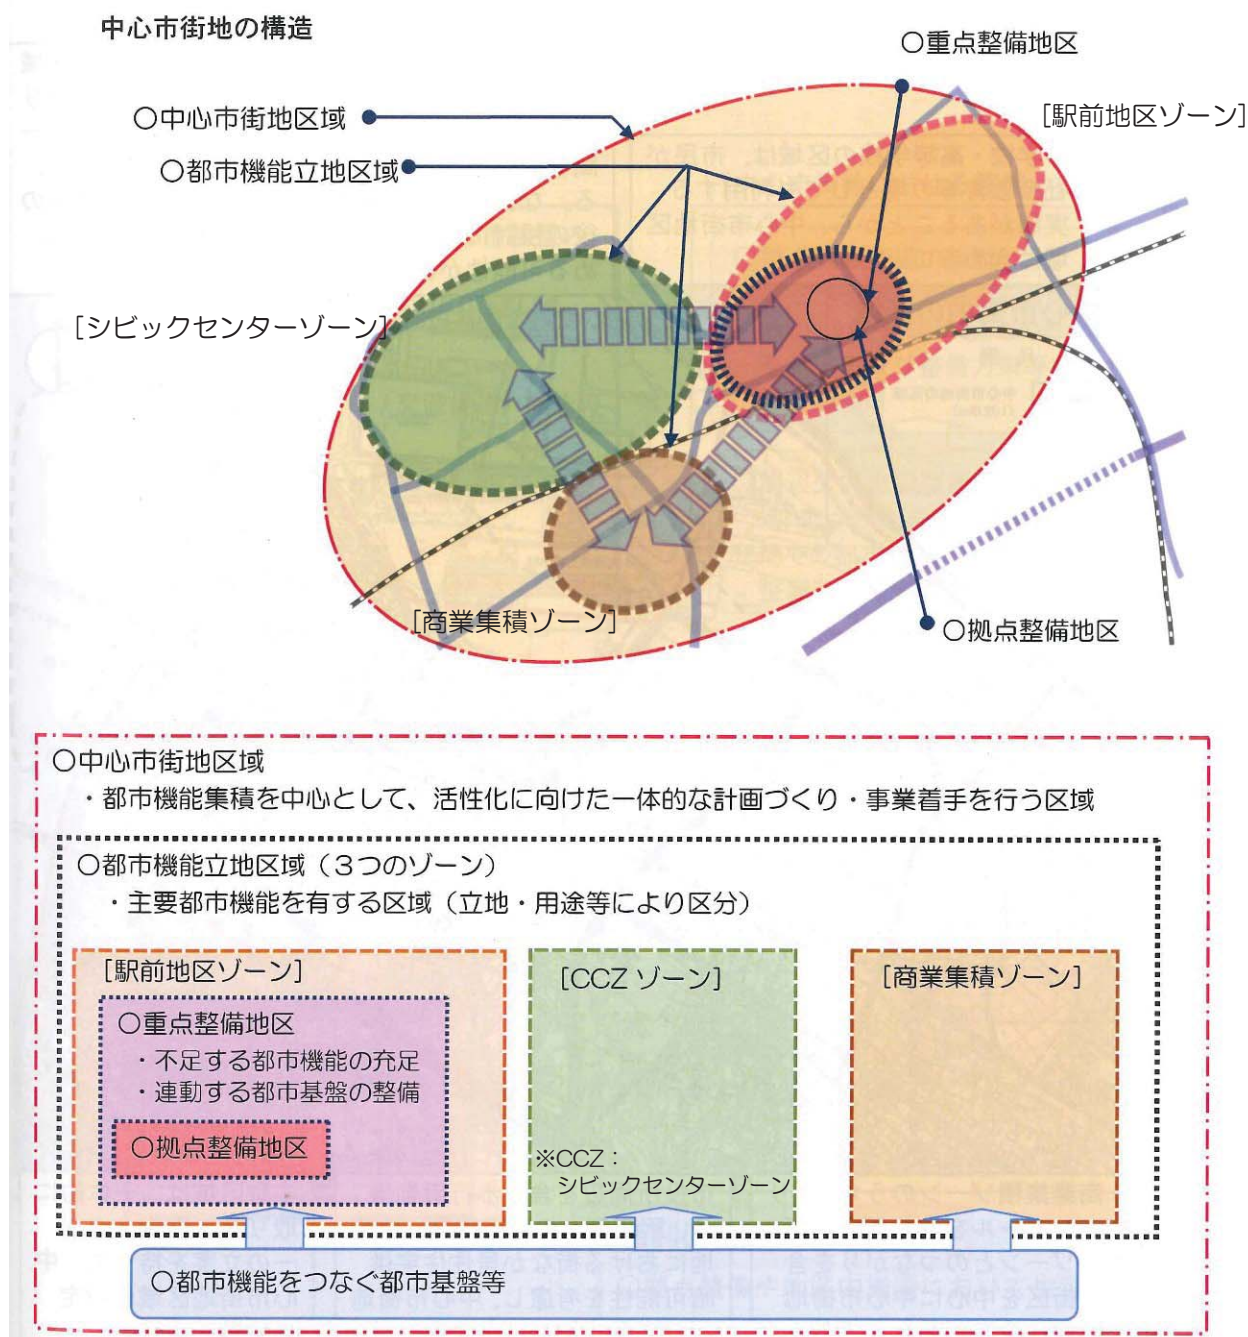 中心市街地の構造
○重点整備地区
[駅前地区ゾーン]
○中心市街地区域
○都市機能立地区域
[シビックセンターゾーン]
[商業集積ゾーン]
○拠点整備地区
○中心市街地区域
・都市機能集積を中心として、活性化に向けた一体的な計画づくり・事業着手を行う区域
○都市機能立地区域（３つのゾーン）
・主要都市機能を有する区域（立地・用途等により区分）
[駅前地区ゾーン]
[CCZ ゾーン]
[商業集積ゾーン]
○重点整備地区
・不足する都市機能の充足
・連動する都市基盤の整備
○拠点整備地区
※CCZ：
シビックセンターゾーン
○都市機能をつなぐ都市基盤等